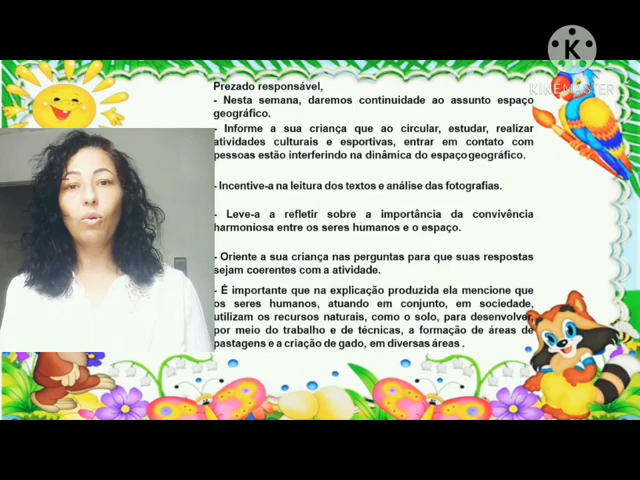 K
KINEMASTER
Prezado responsável,
- Nesta semana, daremos continuidade ao assunto espaço
geográfico.
- Informe a sua criança que ao circular, estudar, realizar
atividades culturais e esportivas, entrar em contato com
pessoas estão interferindo na dinâmica do espaço geográfico.
- Incentive-a na leitura dos textos e análise das fotografias.
- Leve-a a refletir sobre a importância da convivência
harmoniosa entre os seres humanos e o espaço.
- Oriente a sua criança nas perguntas para que suas respostas
sejam coerentes com a atividade.
- É importante que na explicação produzida ela mencione que
os seres humanos, atuando em conjunto, em sociedade,
utilizam os recursos naturais, como o solo, para desenvolver,
por meio do trabalho e de técnicas, a formação de áreas de
pastagens e a criação de gado, em diversas áreas .